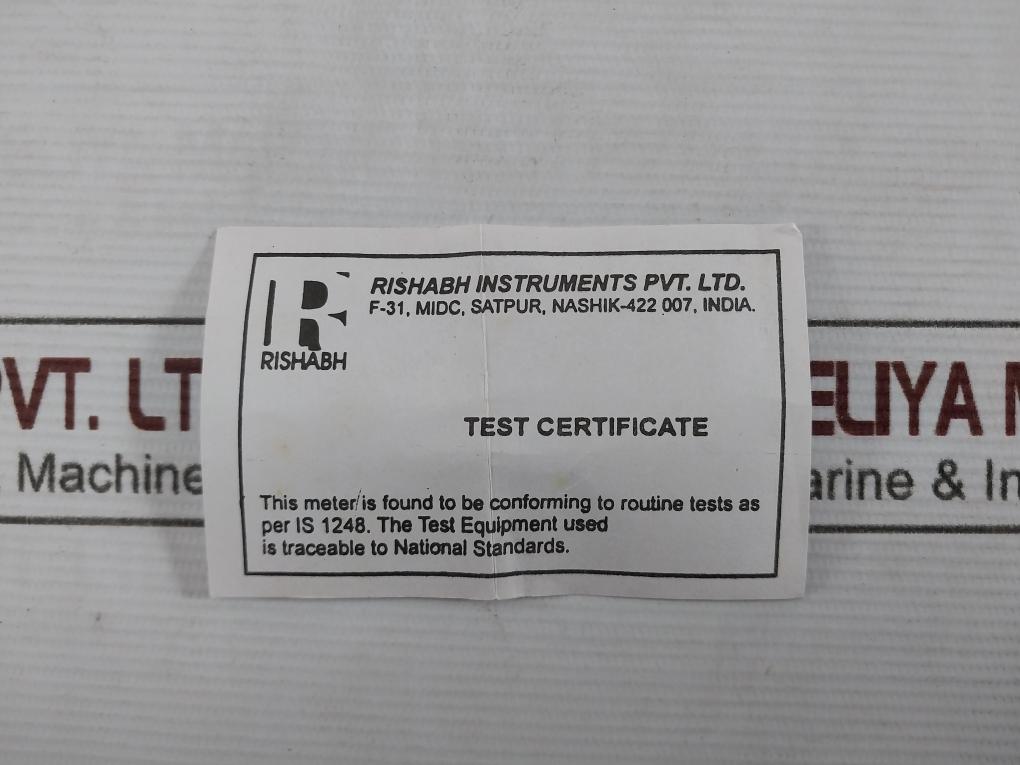 RISHABH INSTRUMENTS PVT. LTD.
F-31, MIDC, SATPUR, NASHIK-422 007, INDIA.
R
RISHABH
TEST CERTIFICATE
This meter is found to be conforming to routine tests as
per IS 1248. The Test Equipment used
is traceable to National Standards.
PVT. LT
ELIYA M
Machine
arine & In